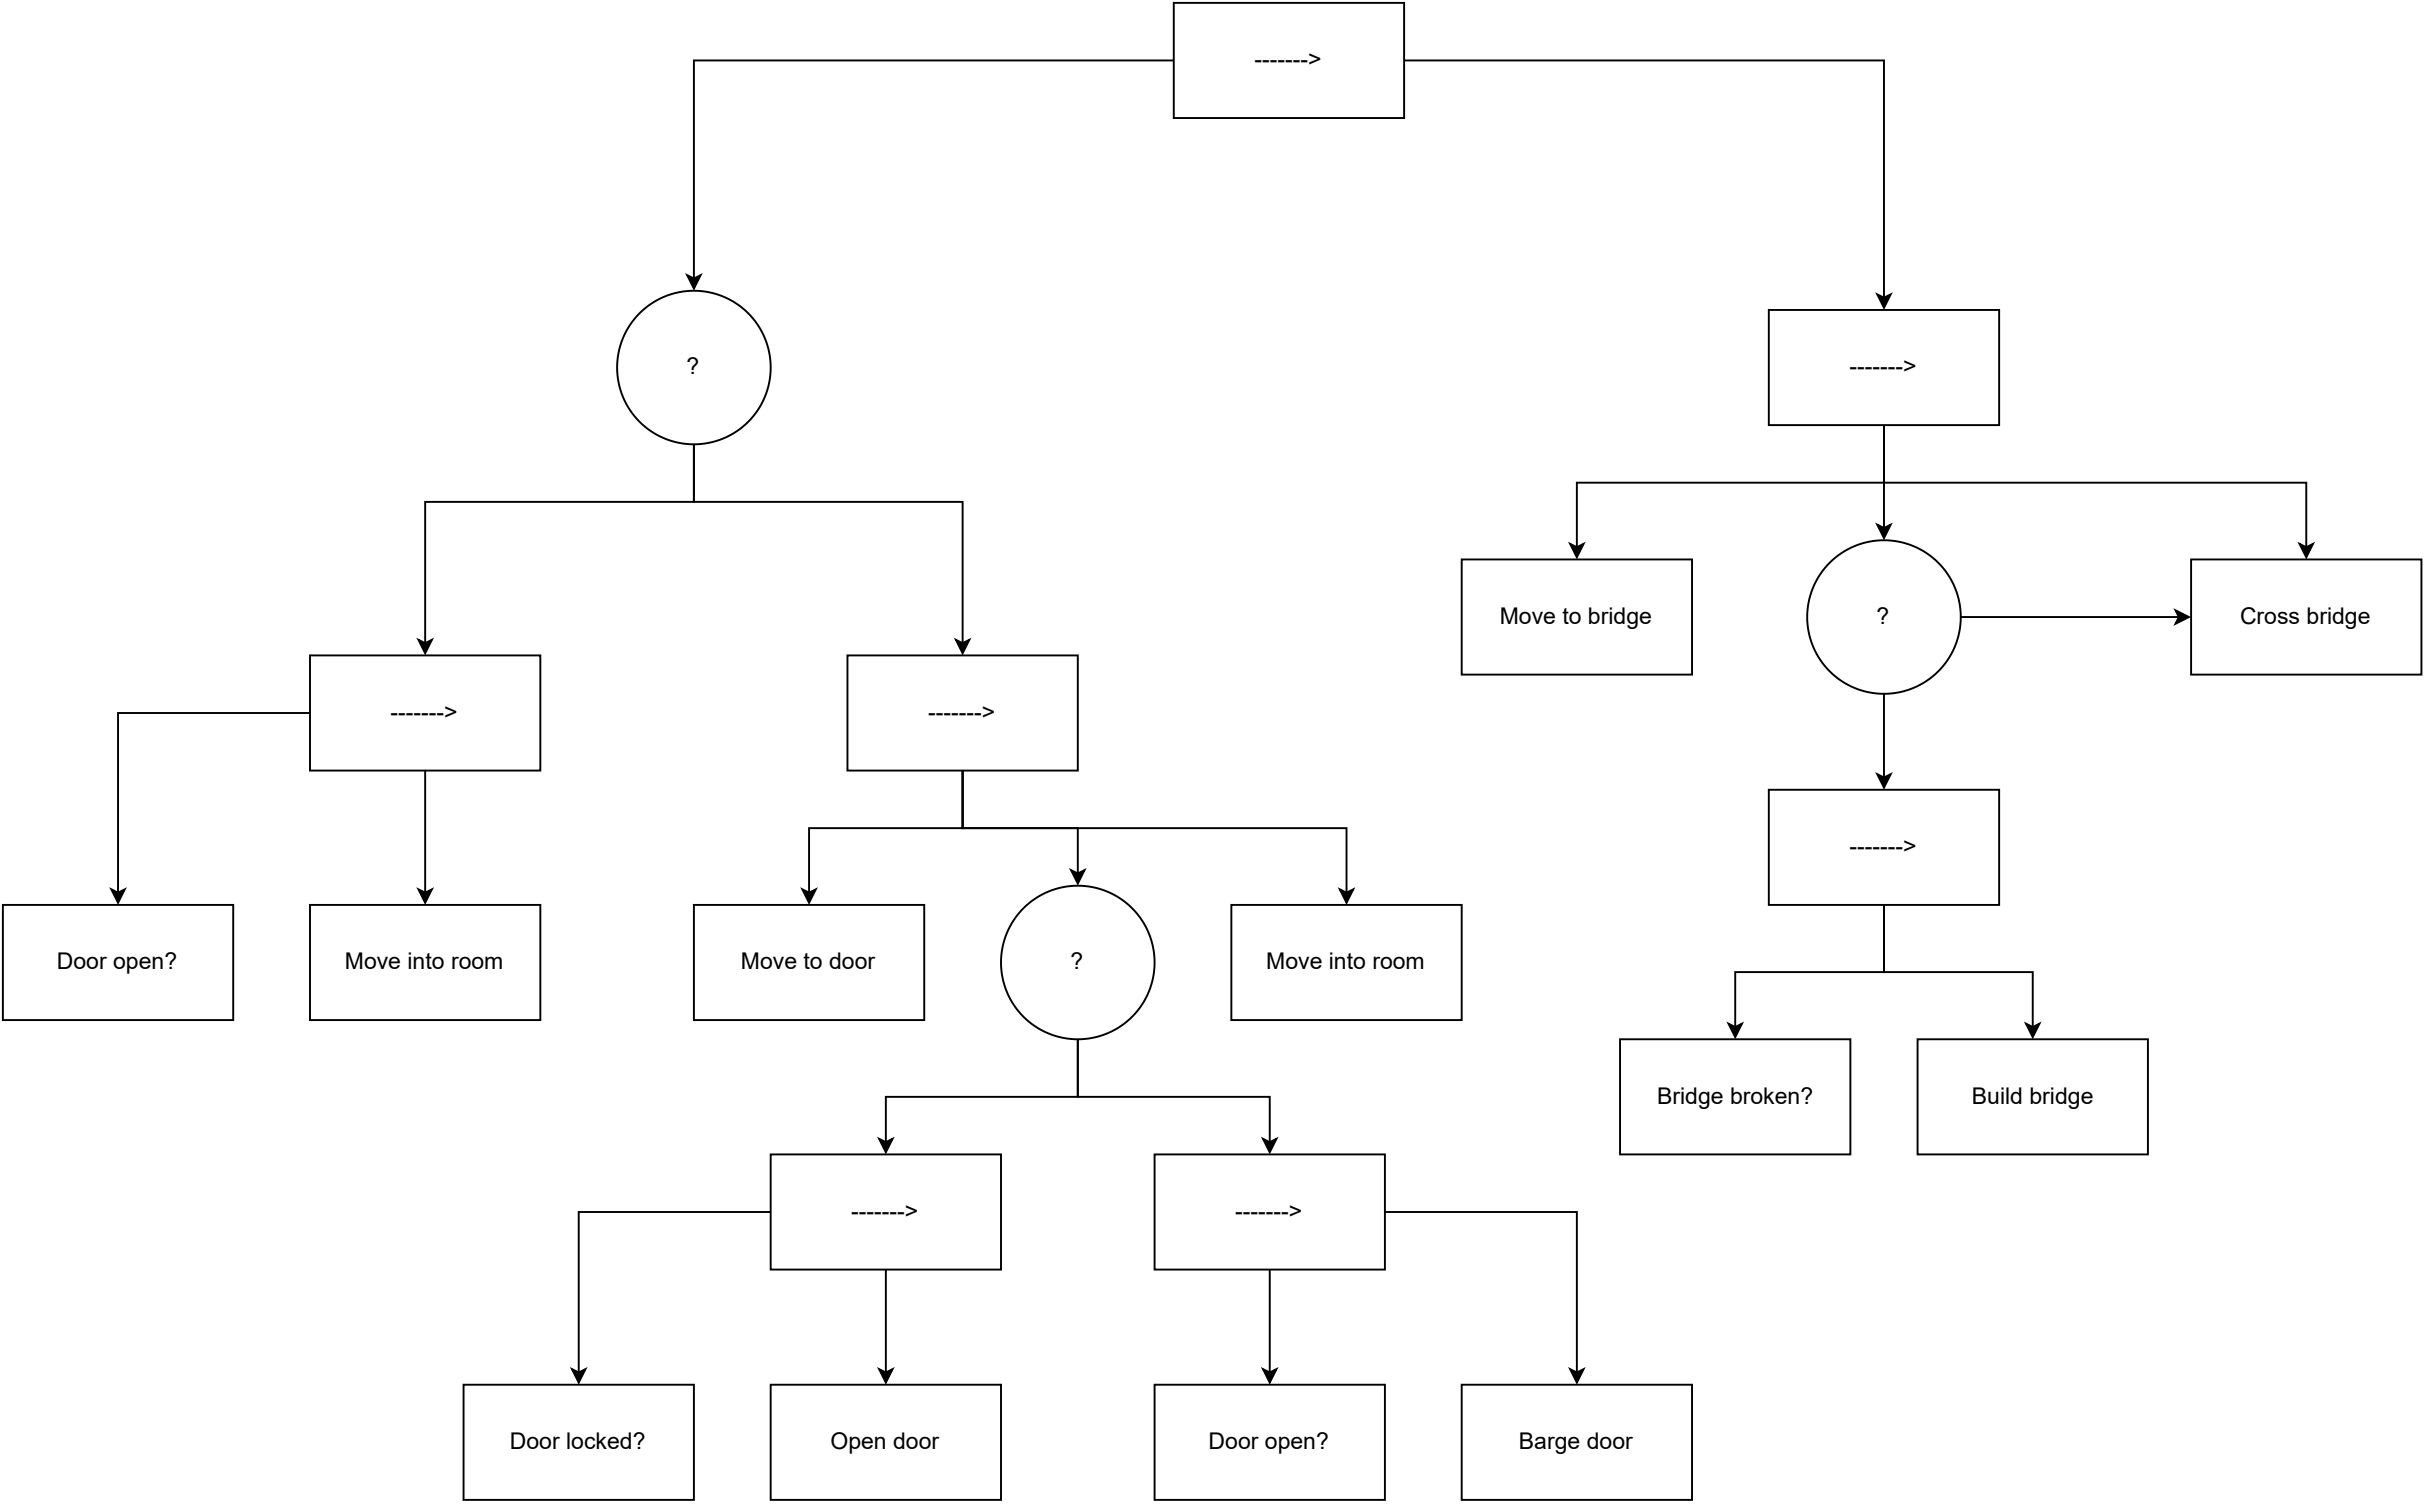 ------->
?
------->
Move to bridge
?
Cross bridge
------->
------->
------->
Door open?
Move into room
Move to door
?
Move into room
Bridge broken?
Build bridge
------->
------->
Door locked?
Open door
Door open?
Barge door